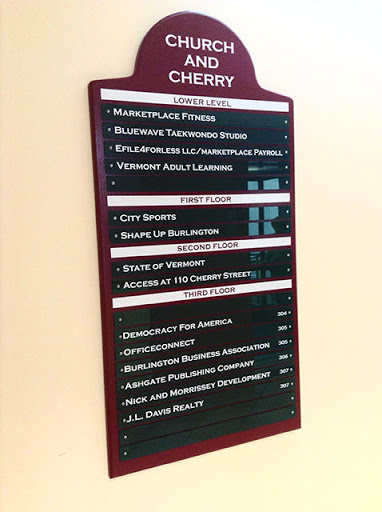 CHURCH
AND
CHERRY
LOWER LEVEL
MARKETPLACE FITNESS
BLUEWAVE TAEKWONDO STUDIO
EFILE4FORLESS LLC/MARKETPLACE PAYROLL
VERMONT ADULT LEARNING
FIRST FLOOR
CITY SPORTS
SHAPE UP BURLINGTON
SECOND FLOOR
STATE OF VERMONT
ACCESS AT 110 CHERRY STREET
THIRD FLOOR
DEMOCRACY FOR AMERICA 304
OFFICECONNECT 305
BURLINGTON BUSINESS ASSOCIATION 305
ASHGATE PUBLISHING COMPANY 306
NICK AND MORRISSEY DEVELOPMENT 307
J.L. DAVIS REALTY 307